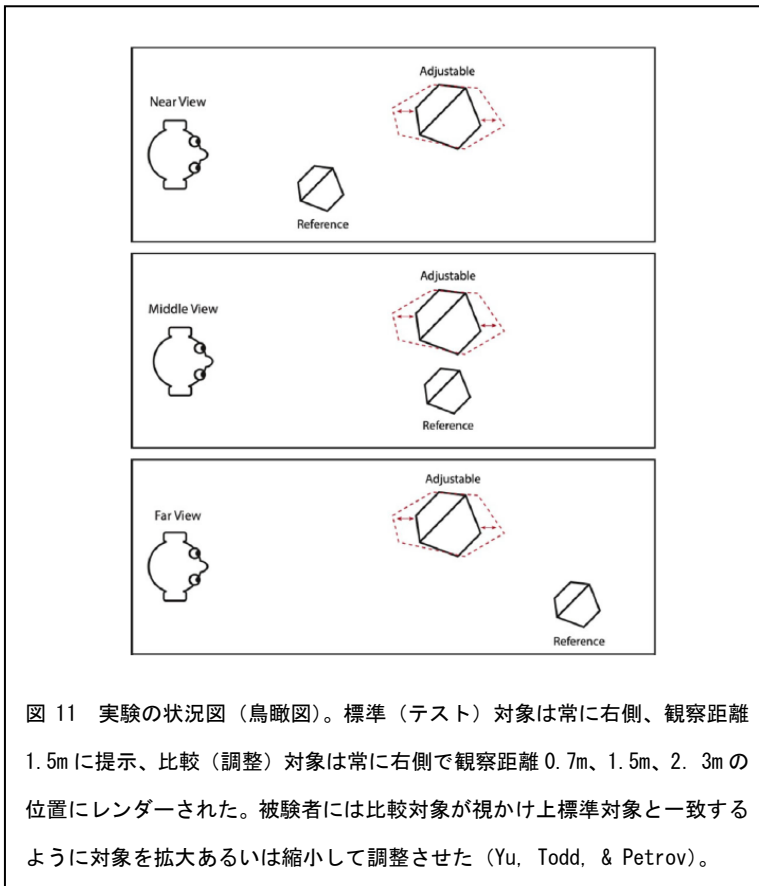 Adjustable
Near View
Reference
Adjustable
Middle View
Reference
Adjustable
Far View
Reference
図 11　実験の状況図（鳥瞰図）。標準（テスト）対象は常に右側、観察距離
1.5m に提示、比較（調整）対象は常に右側で観察距離 0.7m、1.5m、2. 3m の
位置にレンダーされた。被験者には比較対象が視かけ上標準対象と一致する
ように対象を拡大あるいは縮小して調整させた（Yu, Todd, & Petrov）。